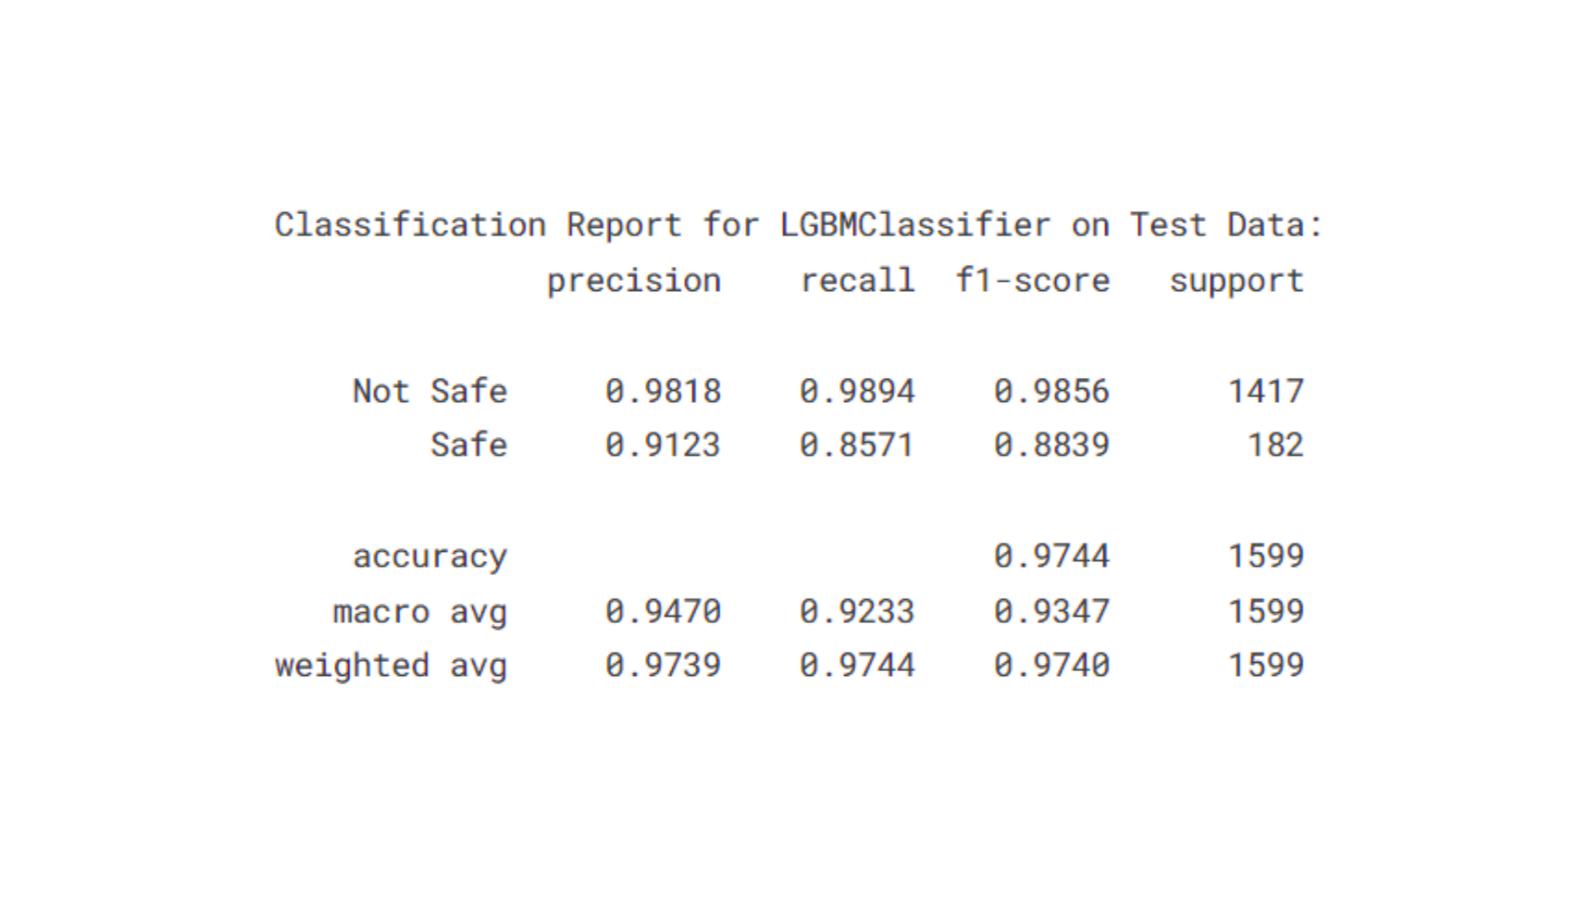 Classification Report for LGBMClassifier on Test Data:
precision recall f1-score support
Not Safe 0.9818 0.9894 0.9856 1417
Safe 0.9123 0.8571 0.8839 182
accuracy 0.9744 1599
macro avg 0.9470 0.9233 0.9347 1599
weighted avg 0.9739 0.9744 0.9740 1599